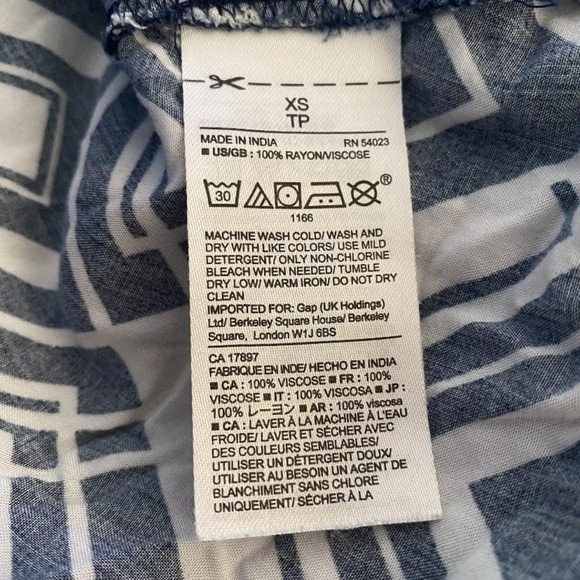 XS
TP
MADE IN INDIA RN 54023
■ US/GB : 100% RAYON/VISCOSE
30
®
1166
MACHINE WASH COLD/ WASH AND
DRY WITH LIKE COLORS/ USE MILD
DETERGENT/ ONLY NON-CHLORINE
BLEACH WHEN NEEDED/ TUMBLE
DRY LOW/ WARM IRON/ DO NOT DRY
CLEAN
IMPORTED FOR: Gap (UK Holdings)
Ltd/ Berkeley Square House/ Berkeley
Square, London W1J 6BS
CA 17897
FABRIQUE EN INDE/ HECHO EN INDIA
■ CA : 100% VISCOSE ■ FR : 100%
VISCOSE ■ IT : 100% VISCOSA ■ JP :
100% レーヨン ■ AR : 100% viscosa
■ CA : LAVER À LA MACHINE À L'EAU
FROIDE/ LAVER ET SÉCHER AVEC
DES COULEURS SEMBLABLES/
UTILISER UN DÉTERGENT DOUX/
UTILISER AU BESOIN UN AGENT DE
BLANCHIMENT SANS CHLORE
UNIQUEMENT/ SÉCHER À LA